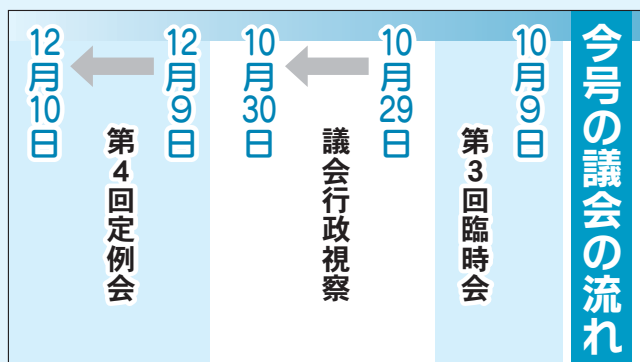 今号の議会の流れ
10月9日
第3回臨時会
10月29日
10月30日
議会行政視察
12月9日
12月10日
第4回定例会